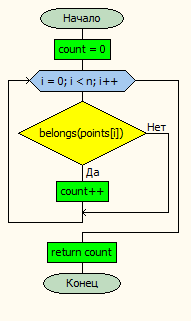 Начало
count = 0
i = 0; i < n; i++
belongs(points[i])
Нет
Да
count++
return count
Конец